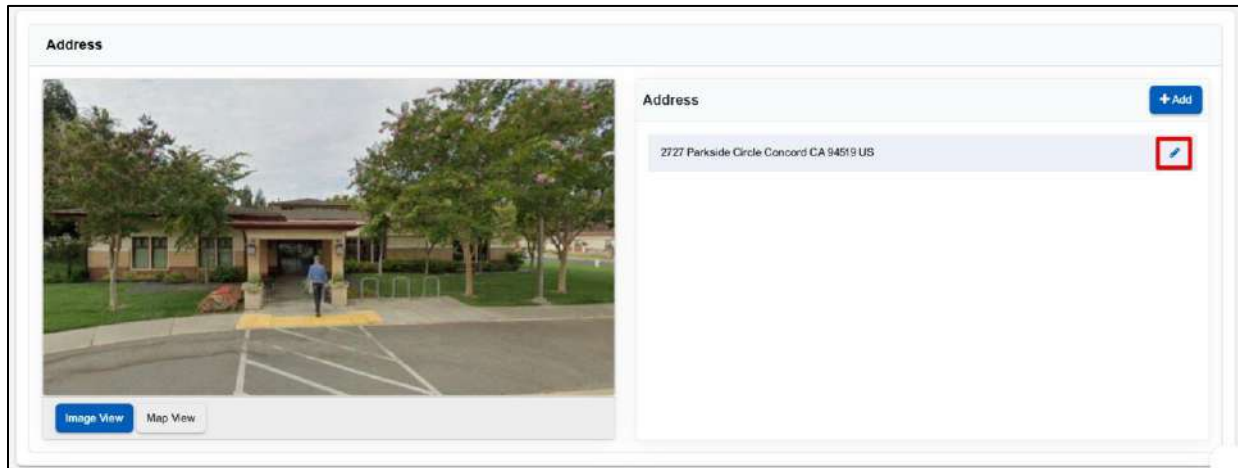 Address
Address
+ Add
2727 Parkside Circle Concord CA 94519 US
Image View
Map View